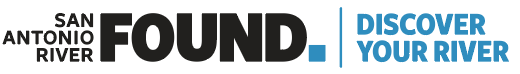 SAN
ANTONIO
RIVER
FOUND.
DISCOVER
YOUR RIVER